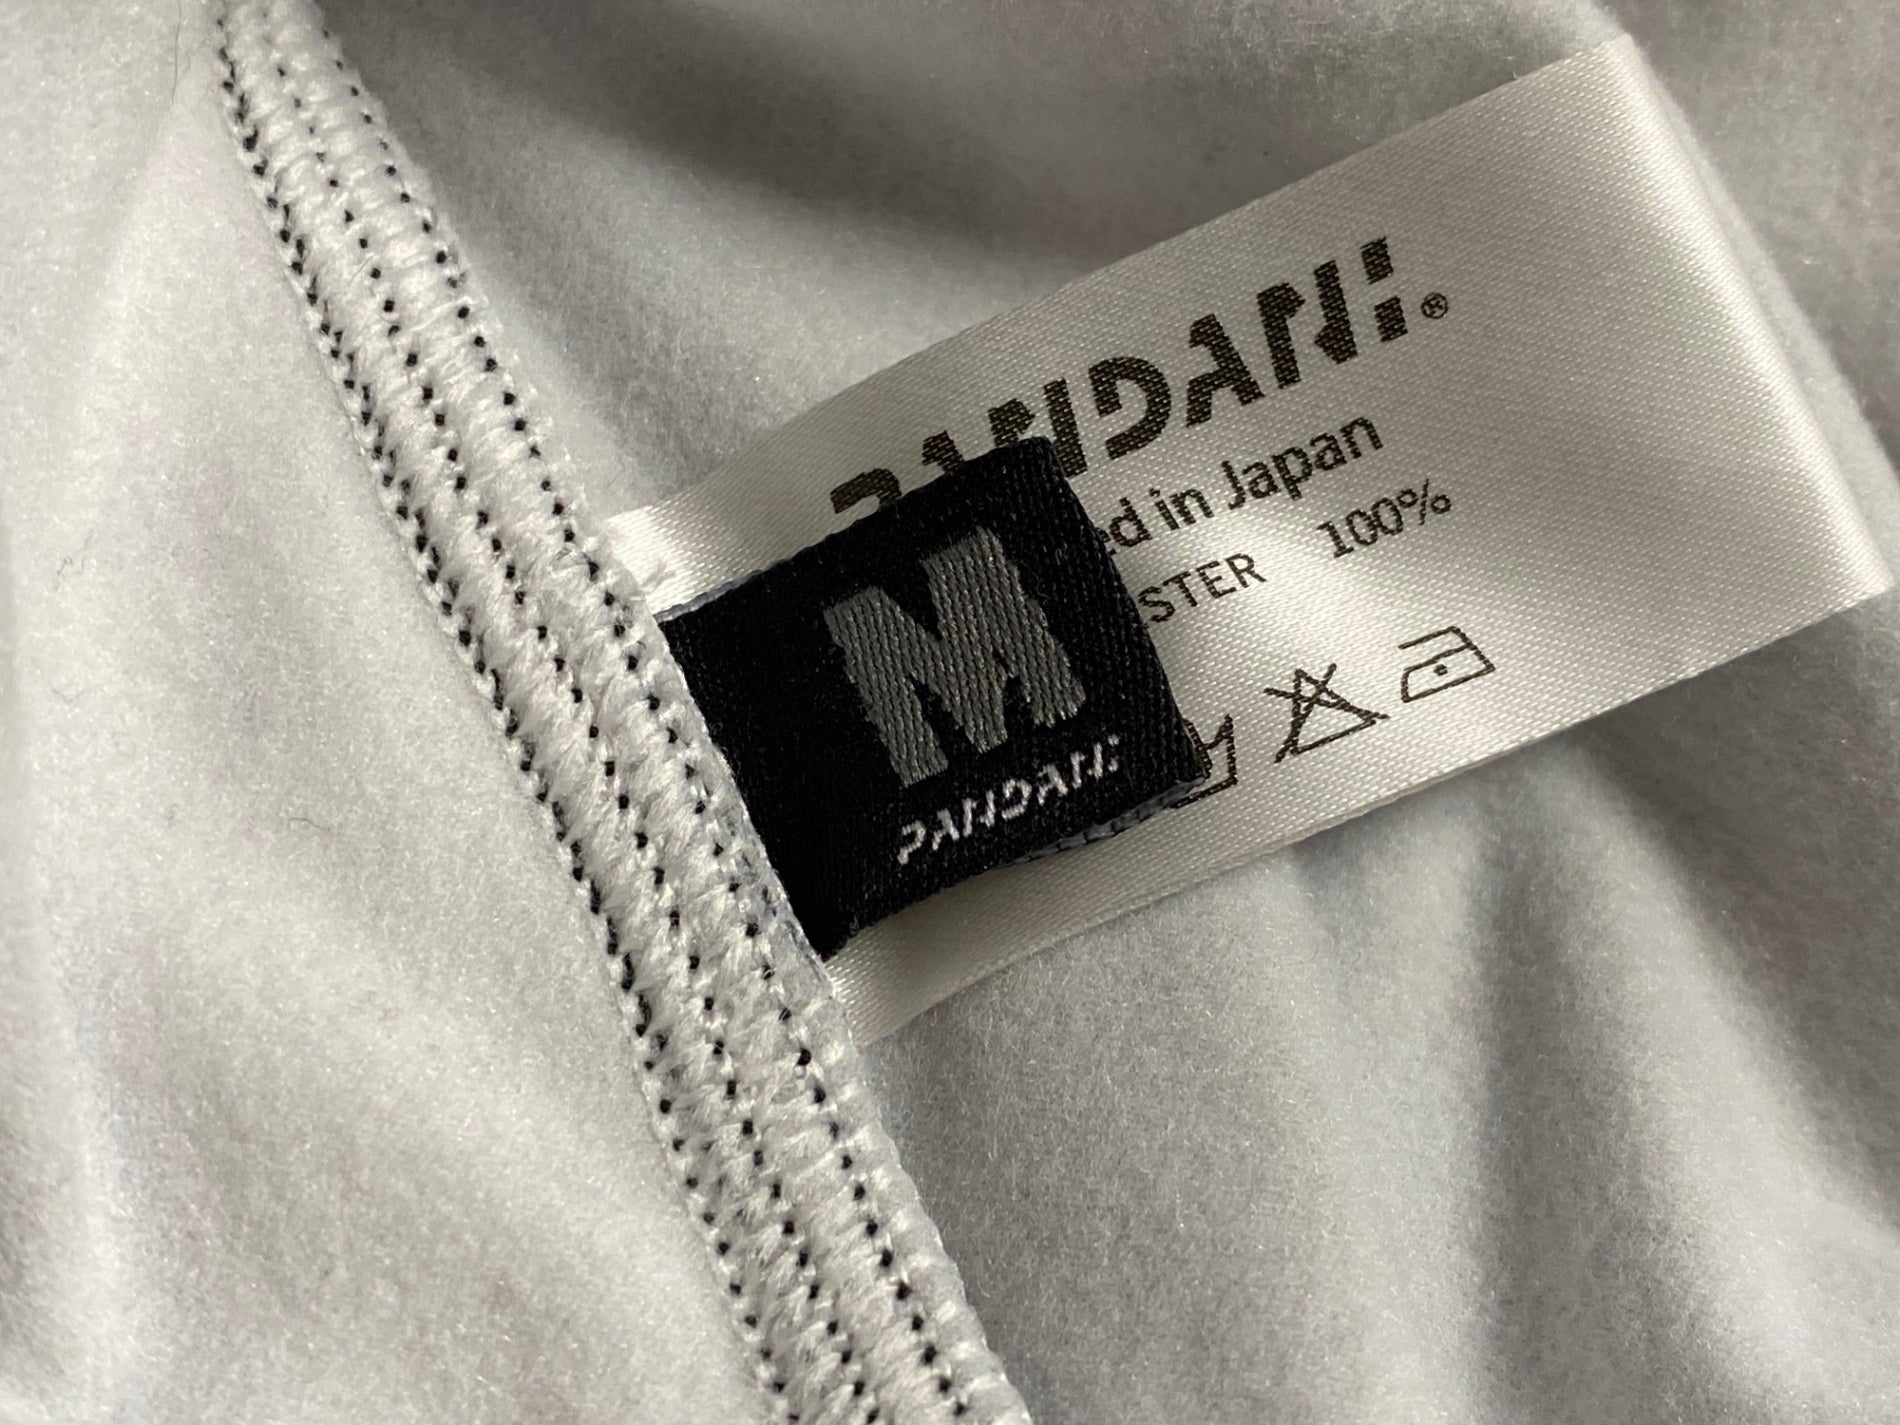 PANDANI®
ed in Japan
STER 100%
M
PANDANI